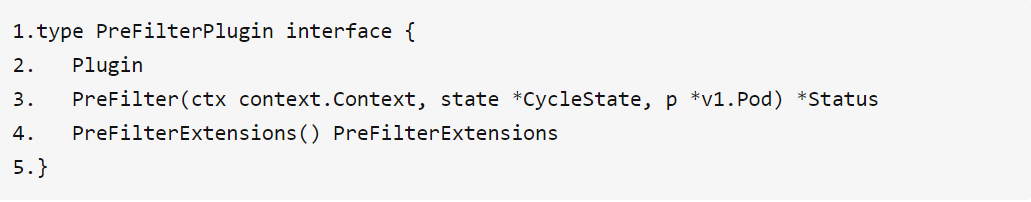 1.type PreFilterPlugin interface {
2.   Plugin
3.   PreFilter(ctx context.Context, state *CycleState, p *v1.Pod) *Status
4.   PreFilterExtensions() PreFilterExtensions
5.}